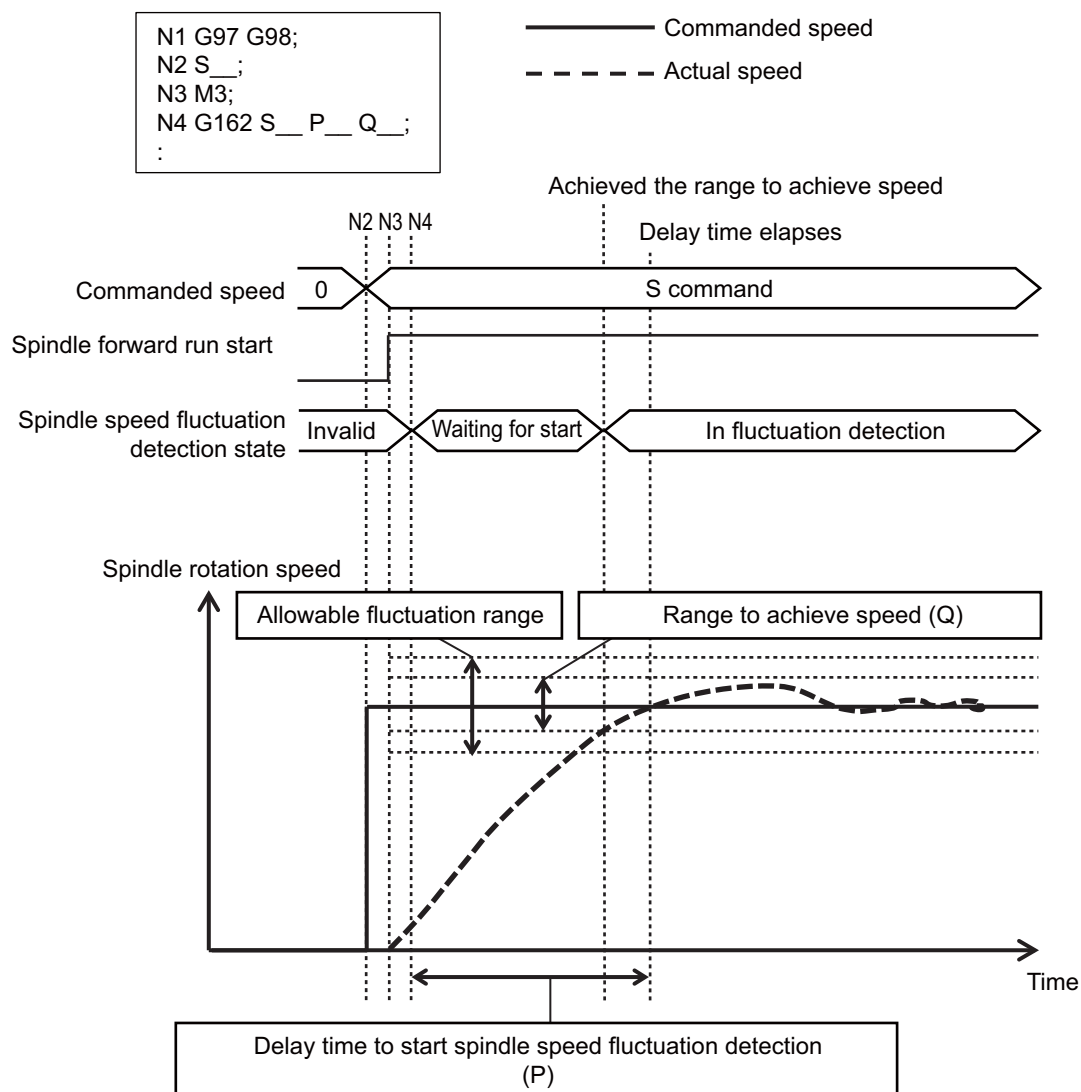 N1 G97 G98;
N2 S__;
N3 M3;
N4 G162 S__ P__ Q__;
:
Commanded speed
Actual speed
Achieved the range to achieve speed
N2 N3 N4
Delay time elapses
Commanded speed
0
S command
Spindle forward run start
Spindle speed fluctuation
detection state
Invalid
Waiting for start
In fluctuation detection
Spindle rotation speed
Allowable fluctuation range
Range to achieve speed (Q)
Time
Delay time to start spindle speed fluctuation detection
(P)